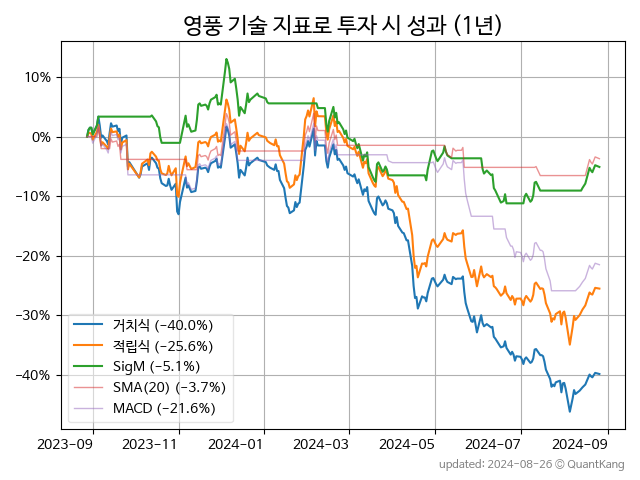 영풍 기술 지표로 투자 시 성과 (1년)
10%
0%
−10%
−20%
−30%
−40%
거치식 (−40.0%)
적립식 (−25.6%)
SigM (−5.1%)
SMA(20) (−3.7%)
MACD (−21.6%)
2023-09 2023-11 2024-01 2024-03 2024-05 2024-07 2024-09
updated: 2024-08-26 © QuantKang